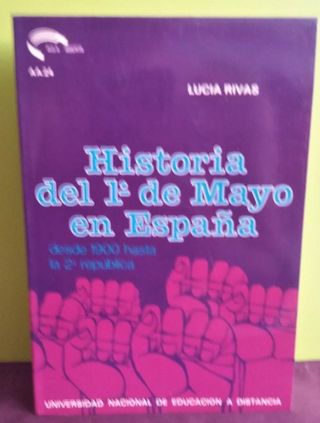 LUCIA RIVAS
Historia
del 1º de Mayo
en España
desde 1900 hasta
la 2ª republica
UNIVERSIDAD NACIONAL DE EDUCACION A DISTANCIA